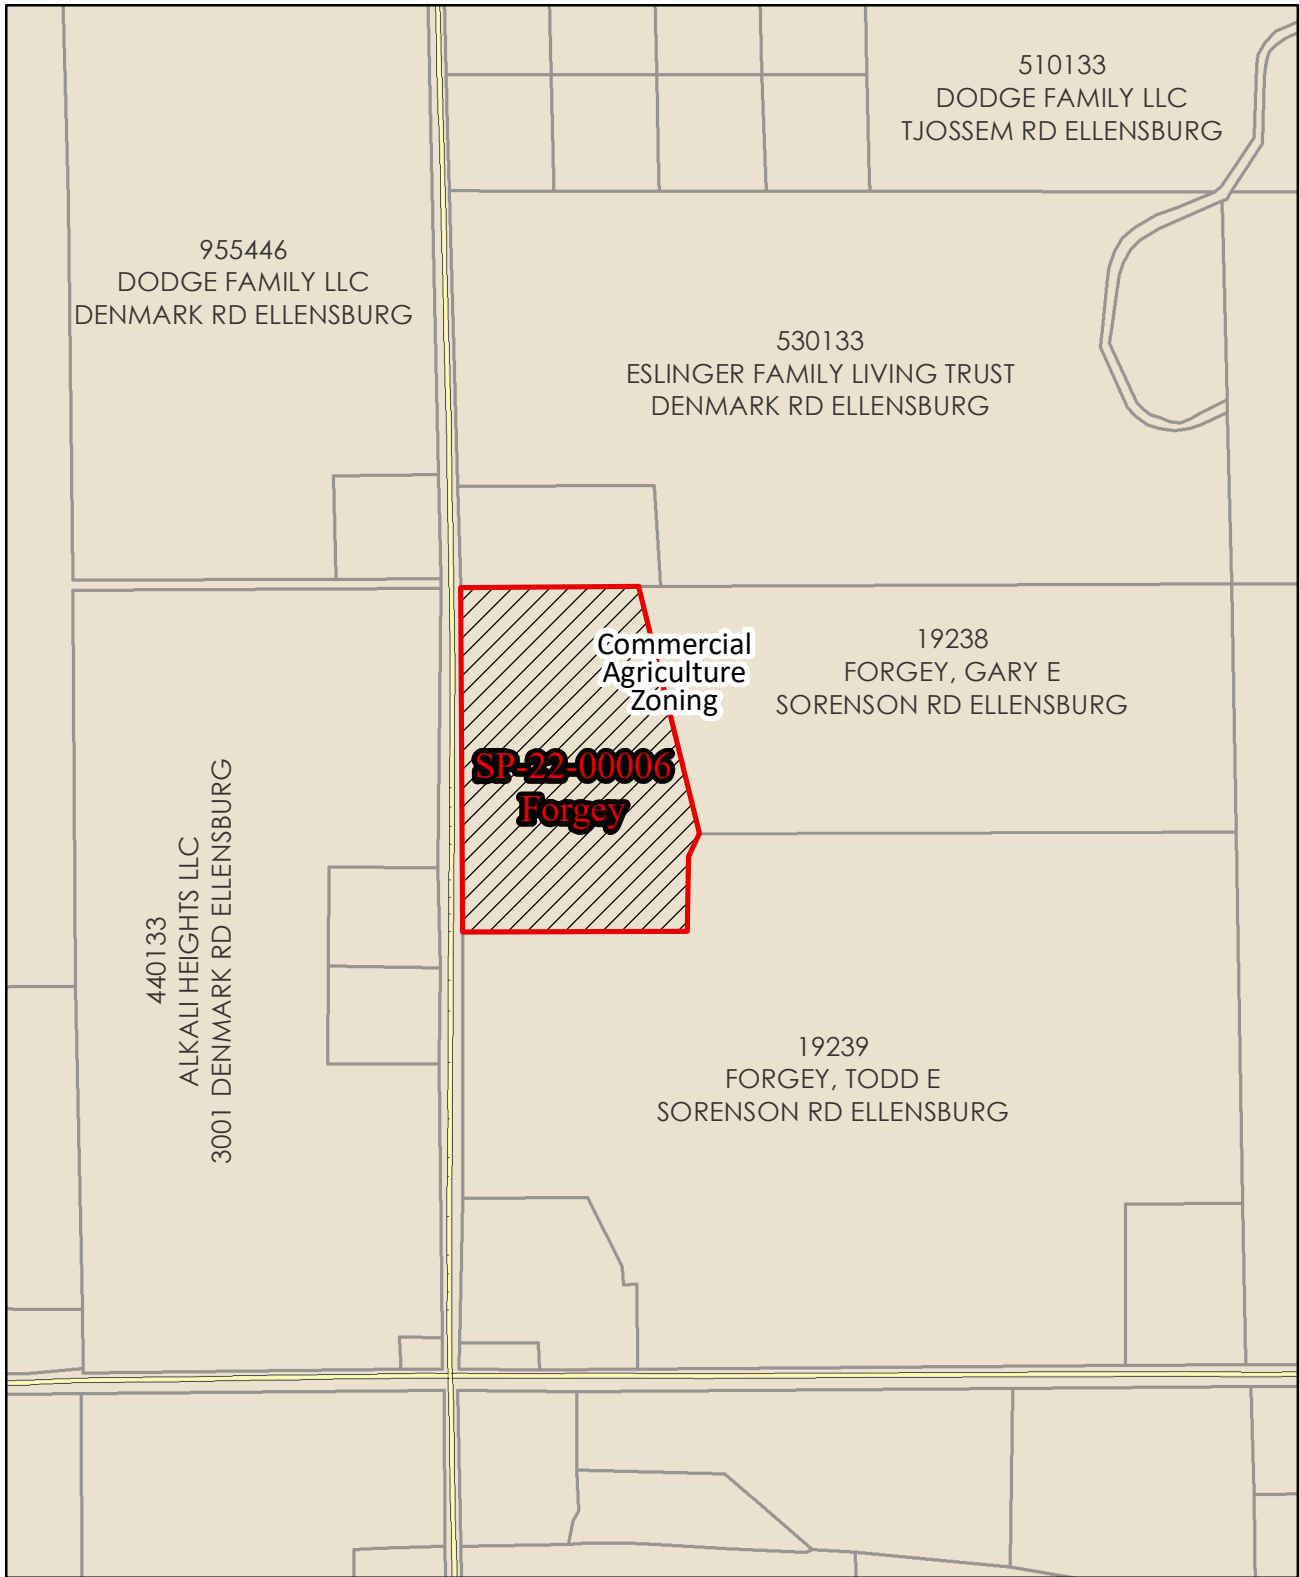 510133
DODGE FAMILY LLC
TJOSSEM RD ELLENSBURG
955446
DODGE FAMILY LLC
DENMARK RD ELLENSBURG
530133
ESLINGER FAMILY LIVING TRUST
DENMARK RD ELLENSBURG
Commercial
Agriculture
Zoning
19238
FORGEY, GARY E
SORENSON RD ELLENSBURG
SP-22-00006
Forgey
440133
ALKALI HEIGHTS LLC
3001 DENMARK RD ELLENSBURG
19239
FORGEY, TODD E
SORENSON RD ELLENSBURG